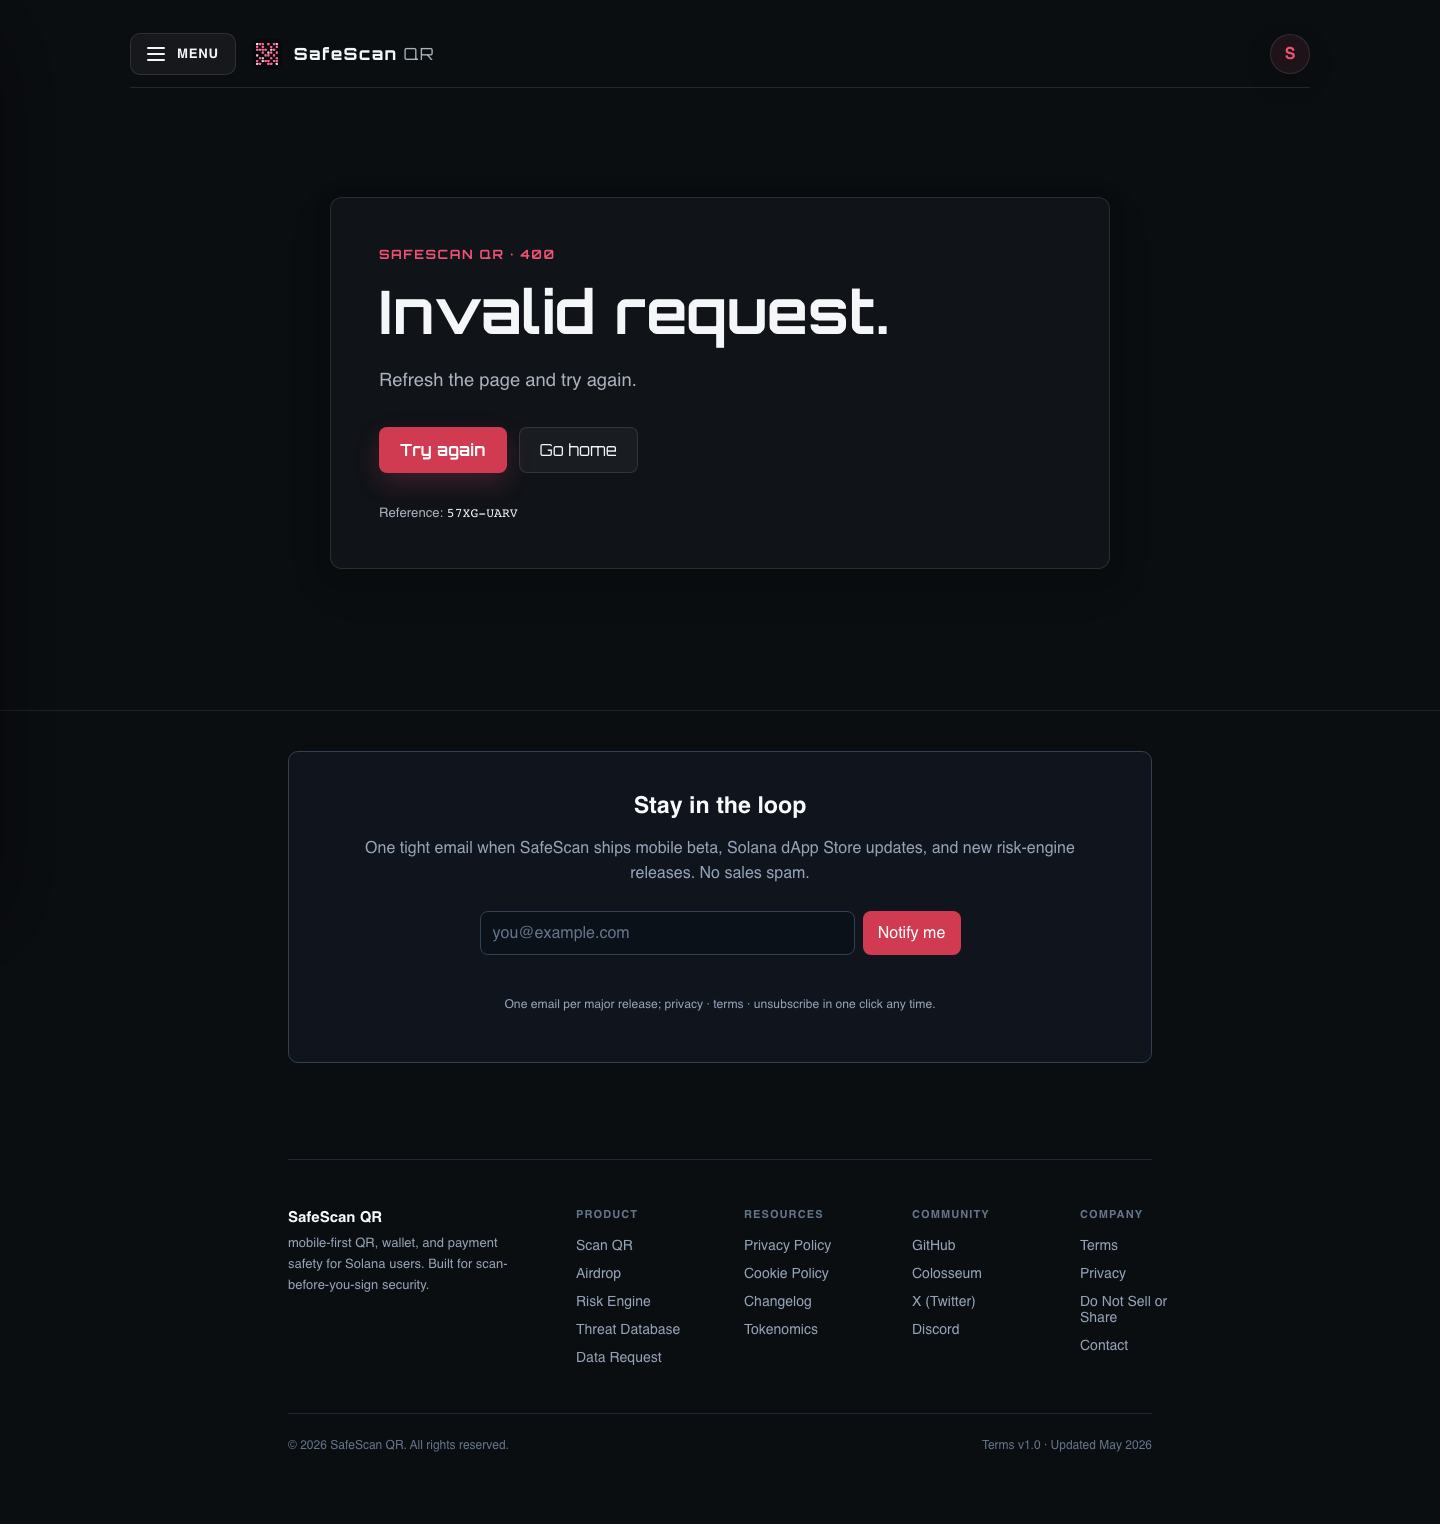 MENU
SafeScan QR
S
SAFESCAN QR · 400
Invalid request.
Refresh the page and try again.
Try again
Go home
Reference: 57XG-UARV
Stay in the loop
One tight email when SafeScan ships mobile beta, Solana dApp Store updates, and new risk-engine
releases. No sales spam.
you@example.com
Notify me
One email per major release; privacy · terms · unsubscribe in one click any time.
SafeScan QR
mobile-first QR, wallet, and payment
safety for Solana users. Built for scan-
before-you-sign security.
PRODUCT
Scan QR
Airdrop
Risk Engine
Threat Database
Data Request
RESOURCES
Privacy Policy
Cookie Policy
Changelog
Tokenomics
COMMUNITY
GitHub
Colosseum
X (Twitter)
Discord
COMPANY
Terms
Privacy
Do Not Sell or
Share
Contact
© 2026 SafeScan QR. All rights reserved.
Terms v1.0 · Updated May 2026